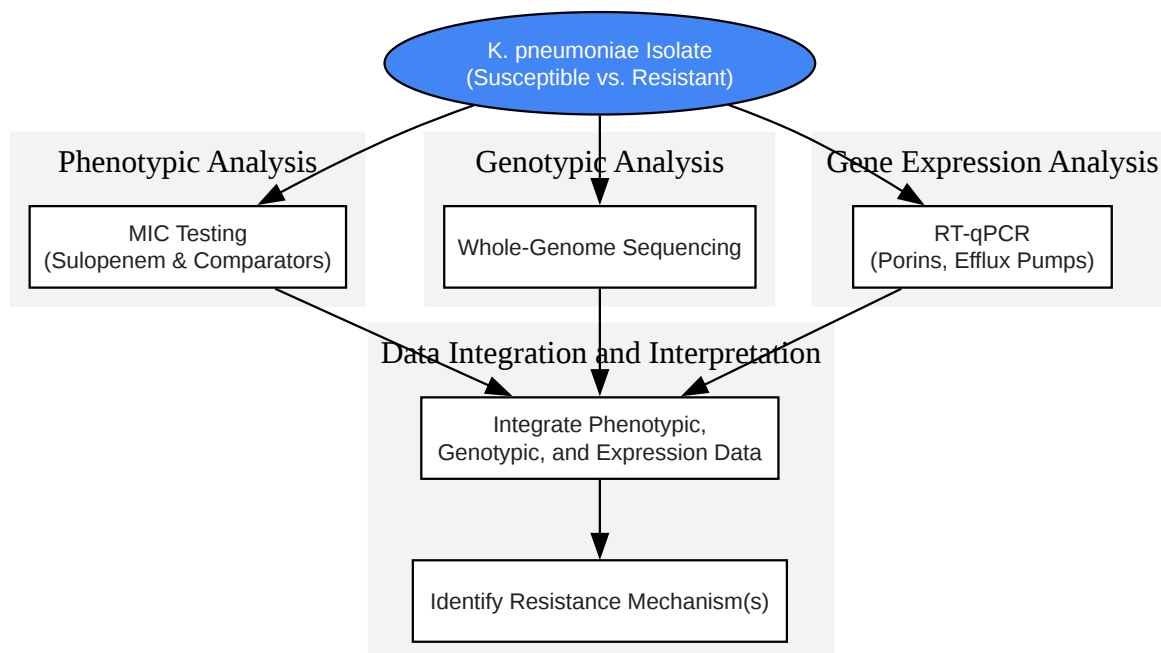 K. pneumoniae Isolate
(Susceptible vs. Resistant)
Phenotypic Analysis
Genotypic Analysis
Gene Expression Analysis
MIC Testing
(Sulopenem & Comparators)
Whole-Genome Sequencing
RT-qPCR
(Porins, Efflux Pumps)
Data Integration and Interpretation
Integrate Phenotypic,
Genotypic, and Expression Data
Identify Resistance Mechanism(s)